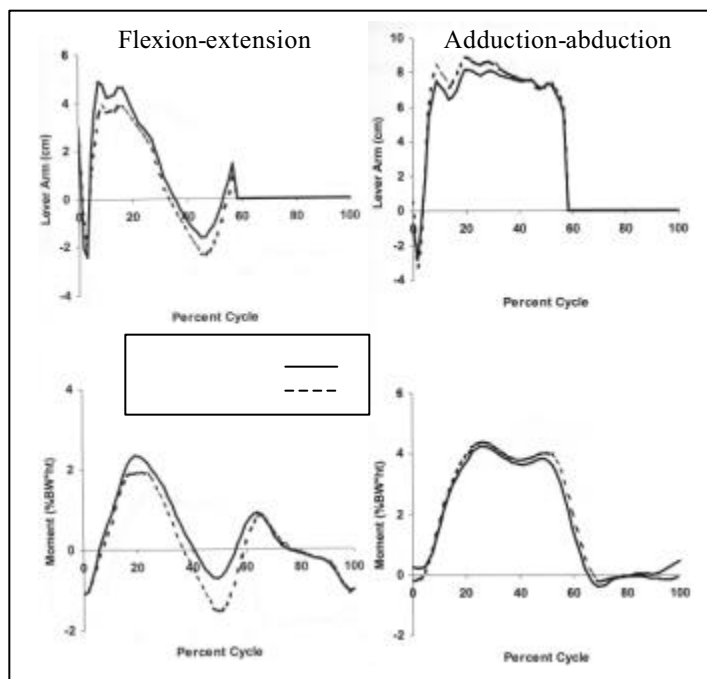 Flexion-extension
Adduction-abduction
6
4
2
0
-2
-4
0 20 40 60 80 100
Lever Arm (cm)
Percent Cycle
10
8
6
4
2
0
-2
-4
0 20 40 60 80 100
Lever Arm (cm)
Percent Cycle
4
2
0
-2
0 20 40 60 80 100
Moment (%BW*ht)
Percent Cycle
6
4
2
0
-2
0 20 40 60 80 100
Moment (%BW*ht)
Percent Cycle